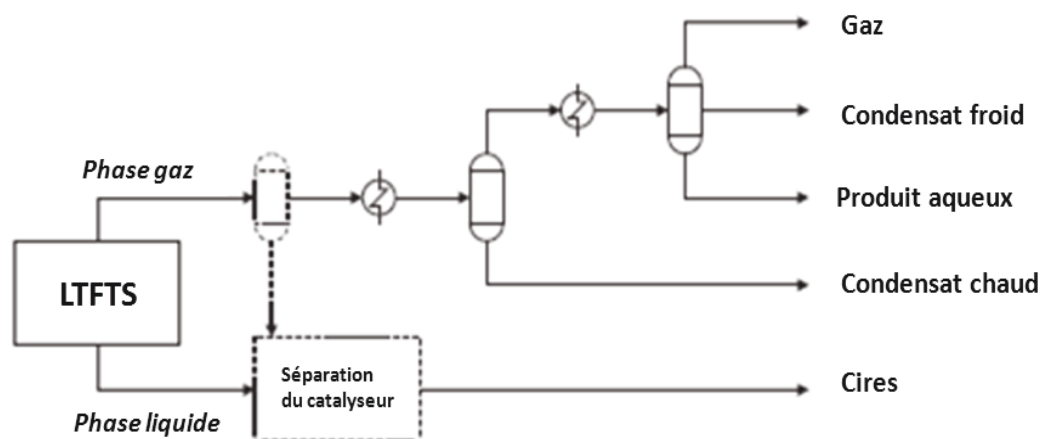 Gaz
Condensat froid
Phase gaz
Produit aqueux
LTFTS
Condensat chaud
Séparation
du catalyseur
Cires
Phase liquide